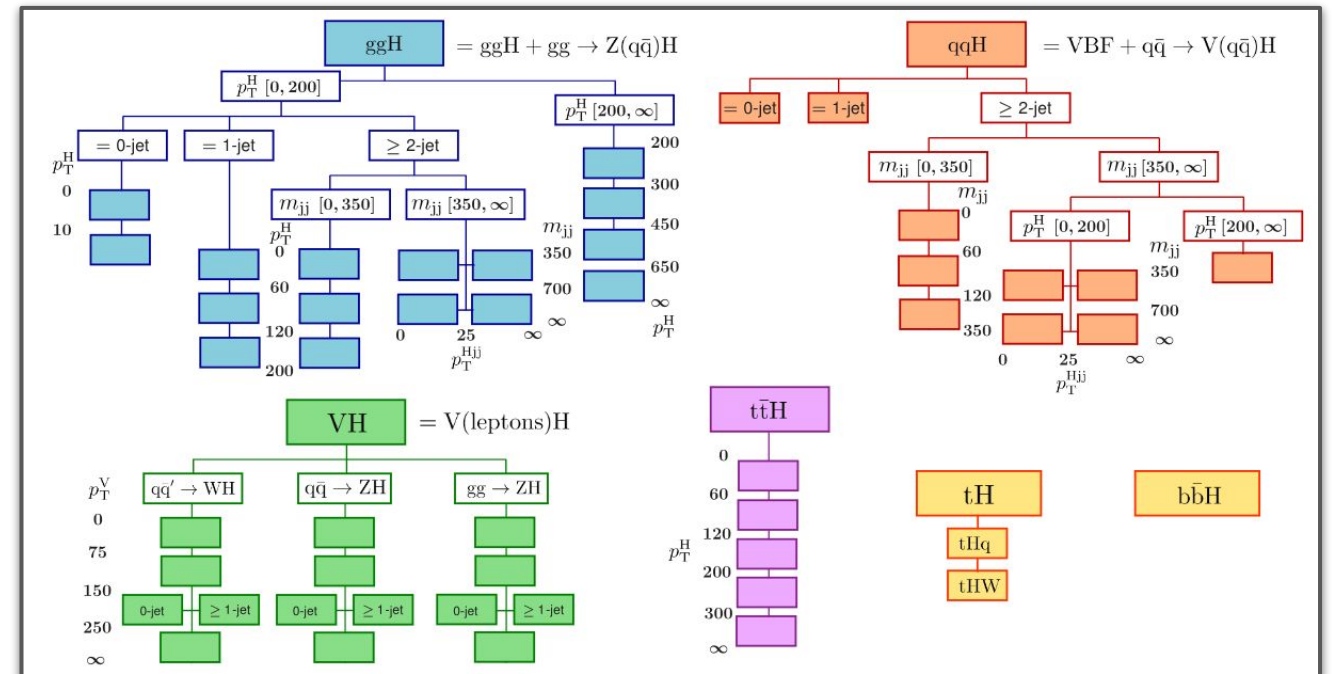 ggH = ggH + gg → Z(qq̄)H
p_T^H [0, 200]
p_T^H [200, ∞]
= 0-jet
= 1-jet
≥ 2-jet
p_T^H
0
10
m_jj [0, 350]
m_jj [350, ∞]
p_T^H
0
60
120
200
m_jj
350
700
∞
0 25 ∞
p_T^Hjj
200
300
450
650
∞
p_T^H
qqH = VBF + qq̄ → V(qq̄)H
= 0-jet
= 1-jet
≥ 2-jet
m_jj [0, 350]
m_jj [350, ∞]
m_jj
0
60
120
350
p_T^H [0, 200]
p_T^H [200, ∞]
m_jj
350
700
∞
0 25 ∞
p_T^Hjj
VH = V(leptons)H
qq̄′ → WH
qq̄ → ZH
gg → ZH
p_T^V
0
75
150
250
∞
0-jet ≥ 1-jet 0-jet ≥ 1-jet 0-jet ≥ 1-jet
tt̄H
0
60
120
p_T^H
200
300
∞
tH
tHq
tHW
bb̄H